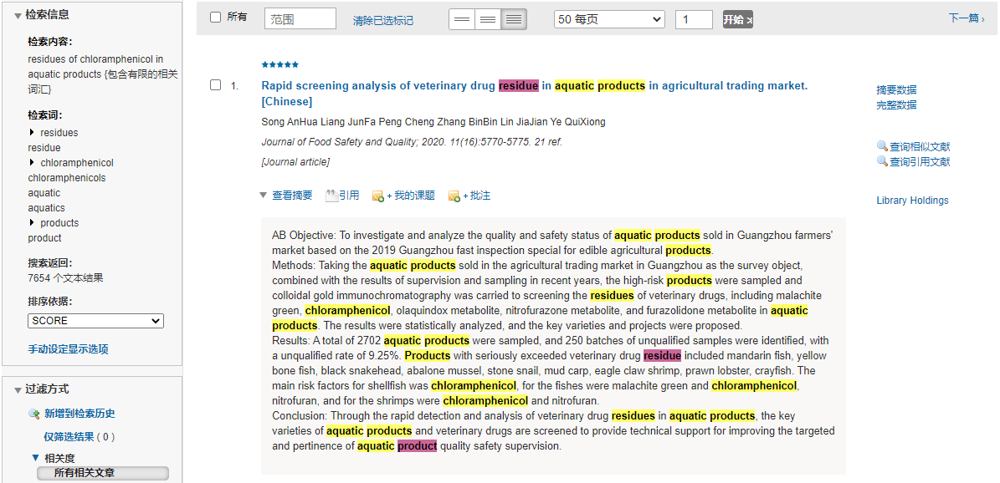 检索信息
检索内容:
residues of chloramphenicol in
aquatic products {包含有限的相关
词汇}
检索词:
residues
residue
chloramphenicol
chloramphenicols
aquatic
aquatics
products
product
搜索返回:
7654 个文本结果
排序依据:
SCORE
手动设定显示选项
过滤方式
新增到检索历史
仅筛选结果 ( 0 )
相关度
所有相关文章
所有
范围
清除已选标记
50 每页
1
开始 »
下一篇 ›
★★★★★
1.
Rapid screening analysis of veterinary drug residue in aquatic products in agricultural trading market.
[Chinese]
Song AnHua Liang JunFa Peng Cheng Zhang BinBin Lin JiaJian Ye QuiXiong
Journal of Food Safety and Quality; 2020. 11(16):5770-5775. 21 ref.
[Journal article]
查看摘要
引用
+ 我的课题
+ 批注
AB Objective: To investigate and analyze the quality and safety status of aquatic products sold in Guangzhou farmers'
market based on the 2019 Guangzhou fast inspection special for edible agricultural products.
Methods: Taking the aquatic products sold in the agricultural trading market in Guangzhou as the survey object,
combined with the results of supervision and sampling in recent years, the high-risk products were sampled and
colloidal gold immunochromatography was carried to screening the residues of veterinary drugs, including malachite
green, chloramphenicol, olaquindox metabolite, nitrofurazone metabolite, and furazolidone metabolite in aquatic
products. The results were statistically analyzed, and the key varieties and projects were proposed.
Results: A total of 2702 aquatic products were sampled, and 250 batches of unqualified samples were identified, with
a unqualified rate of 9.25%. Products with seriously exceeded veterinary drug residue included mandarin fish, yellow
bone fish, black snakehead, abalone mussel, stone snail, mud carp, eagle claw shrimp, prawn lobster, crayfish. The
main risk factors for shellfish was chloramphenicol, for the fishes were malachite green and chloramphenicol,
nitrofuran, and for the shrimps were chloramphenicol and nitrofuran.
Conclusion: Through the rapid detection and analysis of veterinary drug residues in aquatic products, the key
varieties of aquatic products and veterinary drugs are screened to provide technical support for improving the targeted
and pertinence of aquatic product quality safety supervision.
摘要数据
完整数据
查询相似文献
查询引用文献
Library Holdings